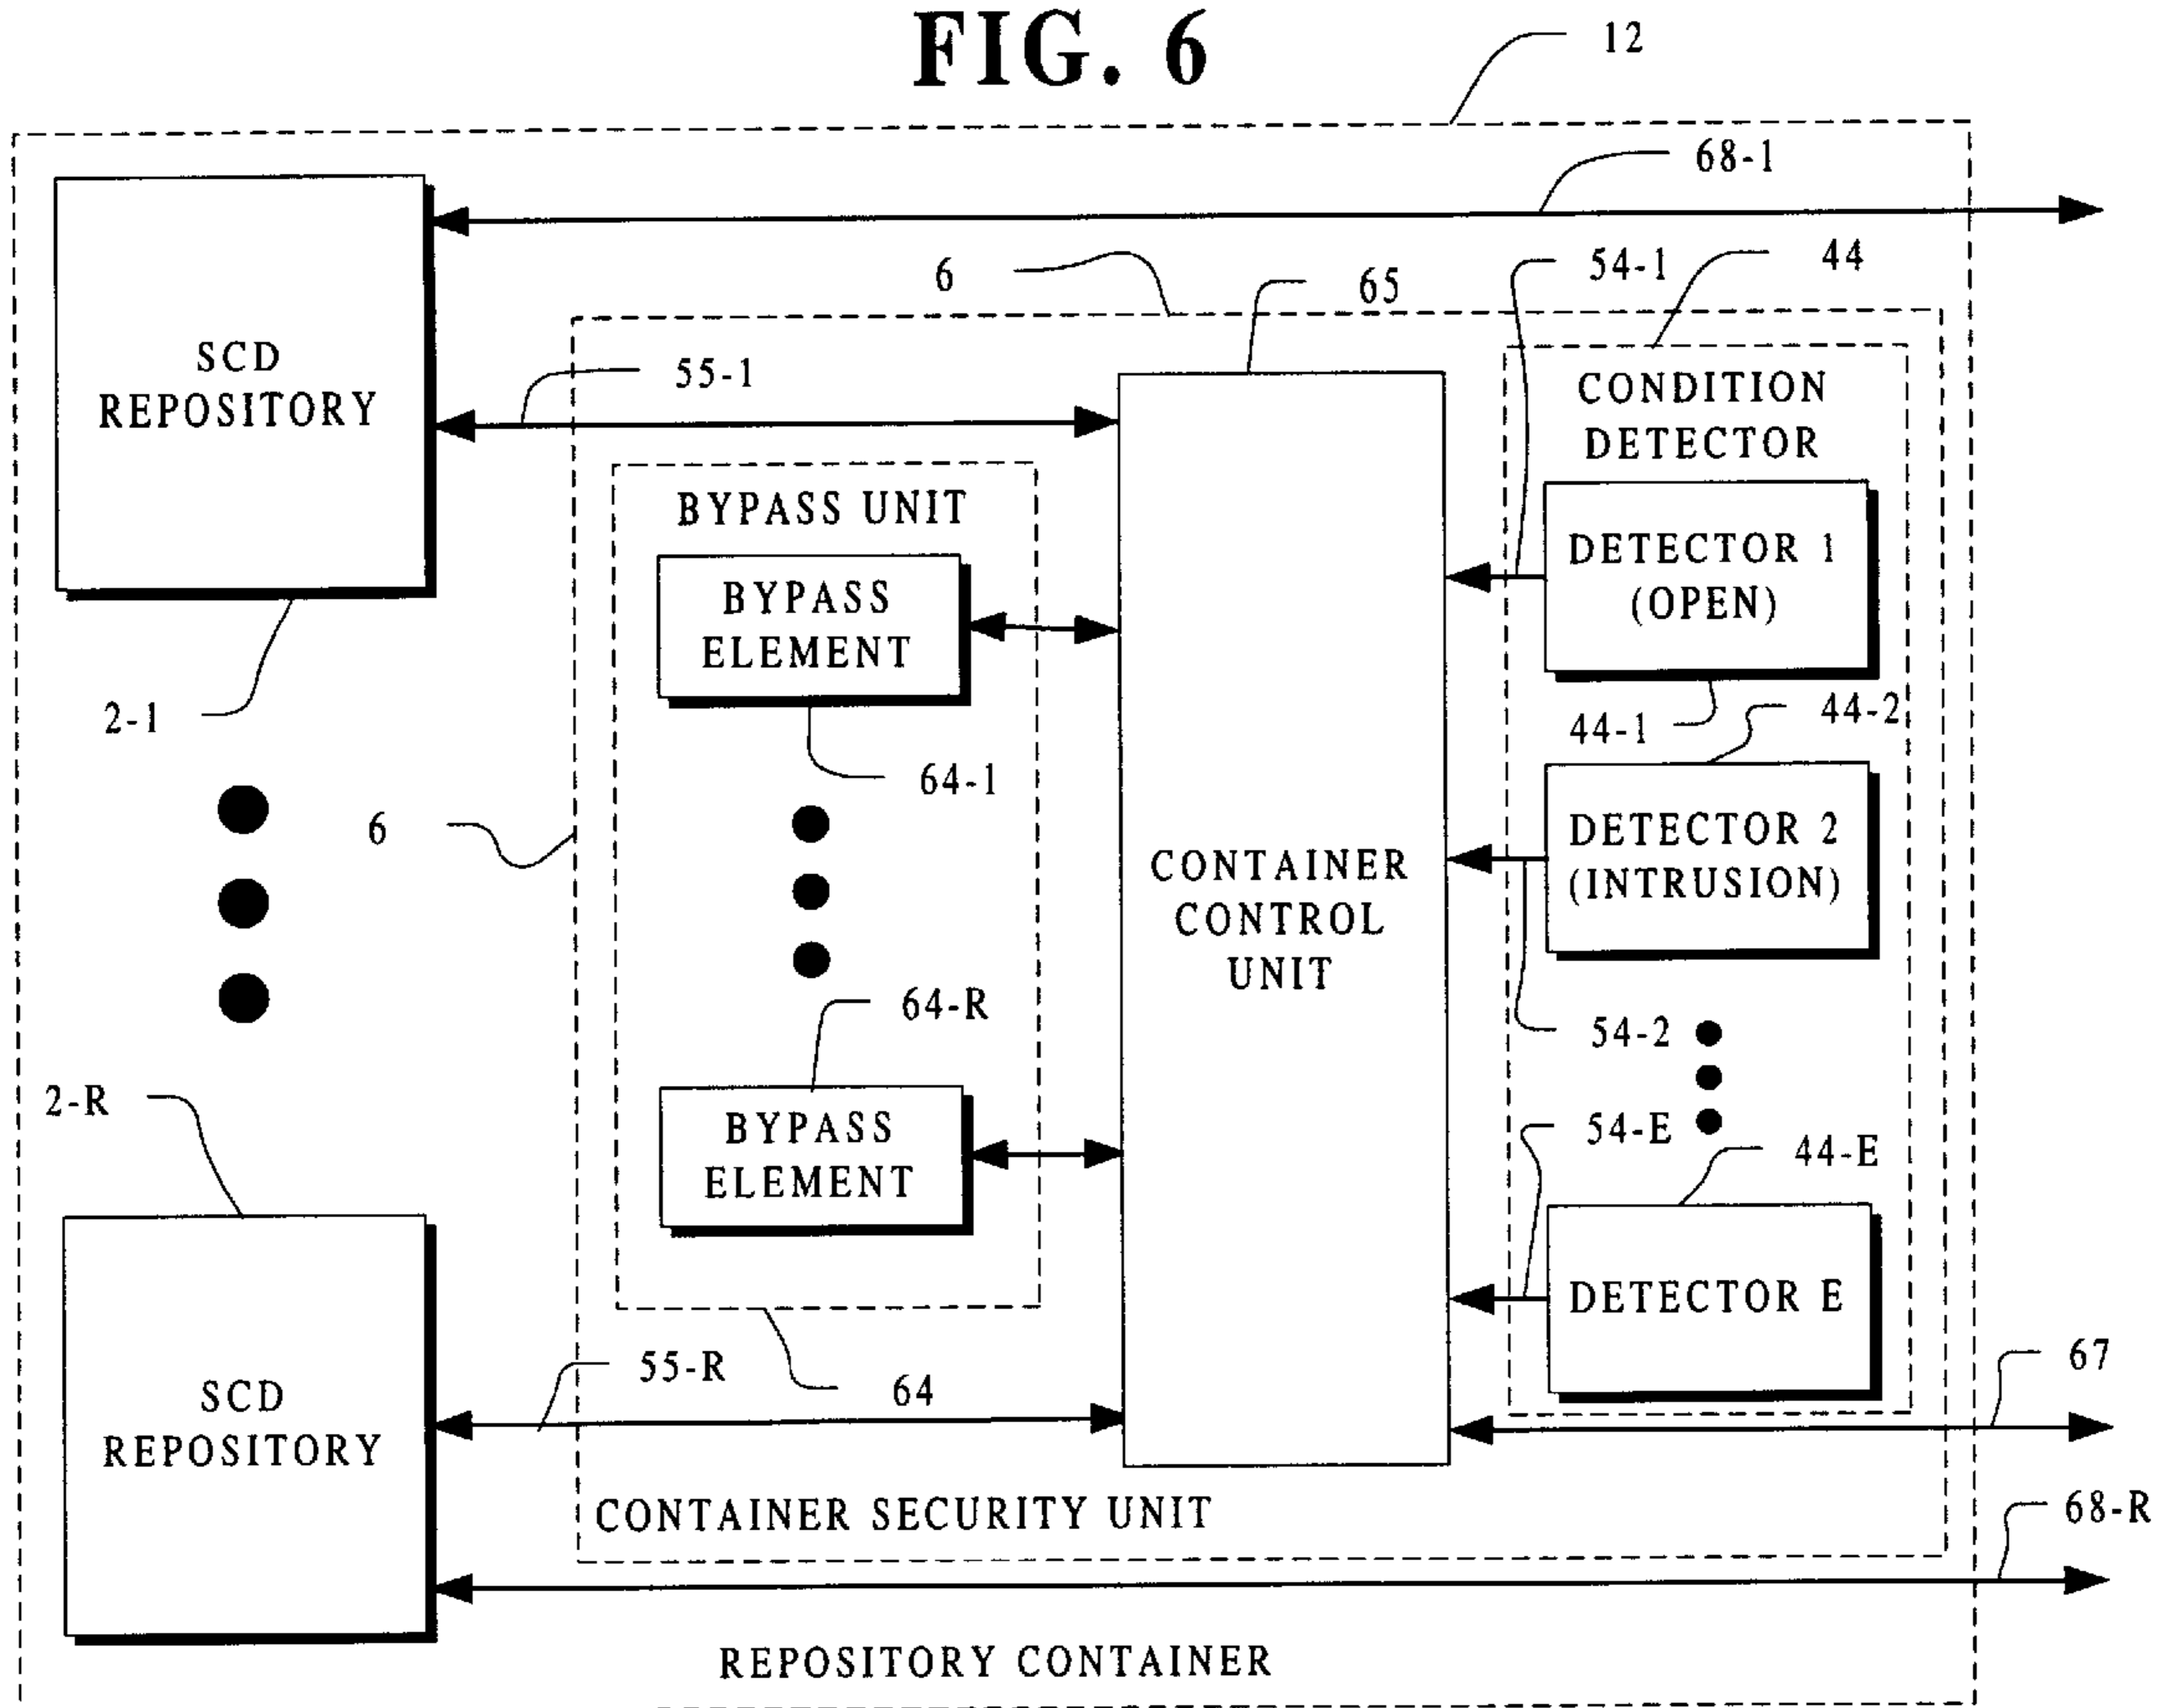 FIG. 6
12
68-1
6
65
54-1
44
SCD
REPOSITORY
55-1
CONDITION
DETECTOR
BYPASS UNIT
DETECTOR 1
(OPEN)
BYPASS
ELEMENT
2-1
44-1
44-2
64-1
6
DETECTOR 2
(INTRUSION)
CONTAINER
CONTROL
UNIT
64-R
54-2
2-R
BYPASS
ELEMENT
54-E
44-E
DETECTOR E
SCD
REPOSITORY
55-R
64
67
CONTAINER SECURITY UNIT
68-R
REPOSITORY CONTAINER